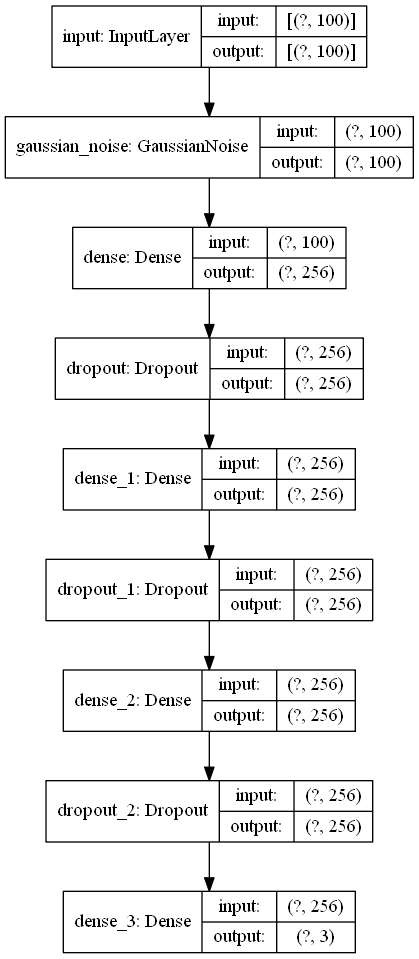 input: InputLayer
input: [(?, 100)]
output: [(?, 100)]
gaussian_noise: GaussianNoise
input: (?, 100)
output: (?, 100)
dense: Dense
input: (?, 100)
output: (?, 256)
dropout: Dropout
input: (?, 256)
output: (?, 256)
dense_1: Dense
input: (?, 256)
output: (?, 256)
dropout_1: Dropout
input: (?, 256)
output: (?, 256)
dense_2: Dense
input: (?, 256)
output: (?, 256)
dropout_2: Dropout
input: (?, 256)
output: (?, 256)
dense_3: Dense
input: (?, 256)
output: (?, 3)